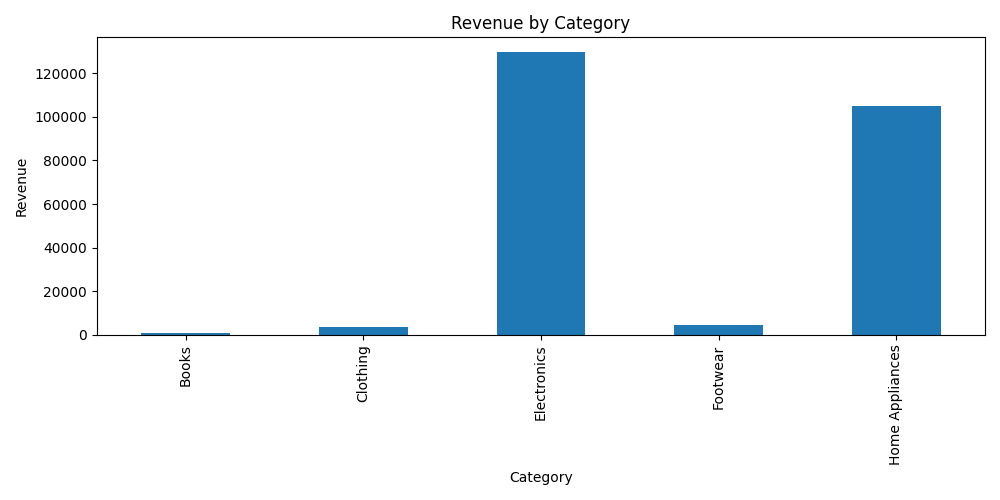 Revenue by Category
Revenue
120000
100000
80000
60000
40000
20000
0
Books
Clothing
Electronics
Footwear
Home Appliances
Category